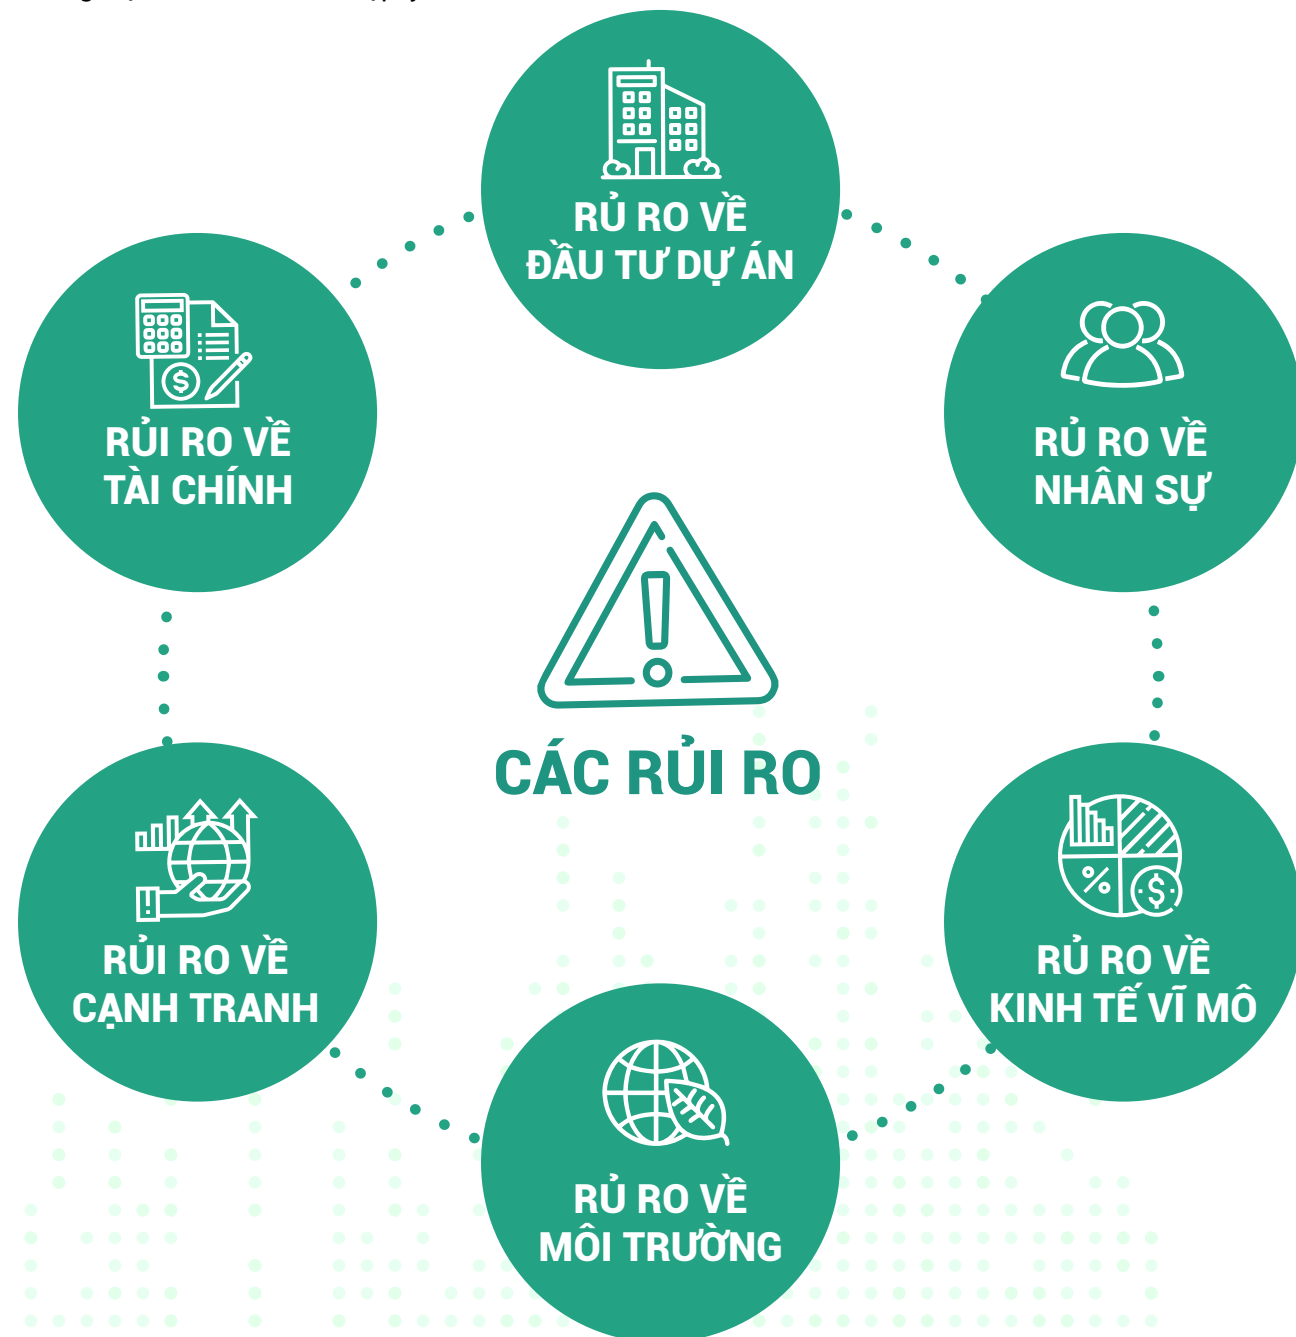 RỦ RO VỀ
ĐẦU TƯ DỰ ÁN
RỦI RO VỀ
TÀI CHÍNH
RỦ RO VỀ
NHÂN SỰ
CÁC RỦI RO
RỦI RO VỀ
CẠNH TRANH
RỦ RO VỀ
KINH TẾ VĨ MÔ
RỦ RO VỀ
MÔI TRƯỜNG